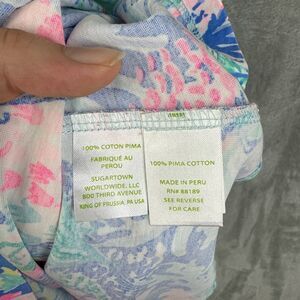 100% COTTON PIMA
FABRIQUÉ AU
PEROU
SUGARTOWN
WORLDWIDE, LLC
800 THIRD AVENUE
KING OF PRUSSIA, PA USA
100% PIMA COTTON
MADE IN PERU
RN# 88189
SEE REVERSE
FOR CARE